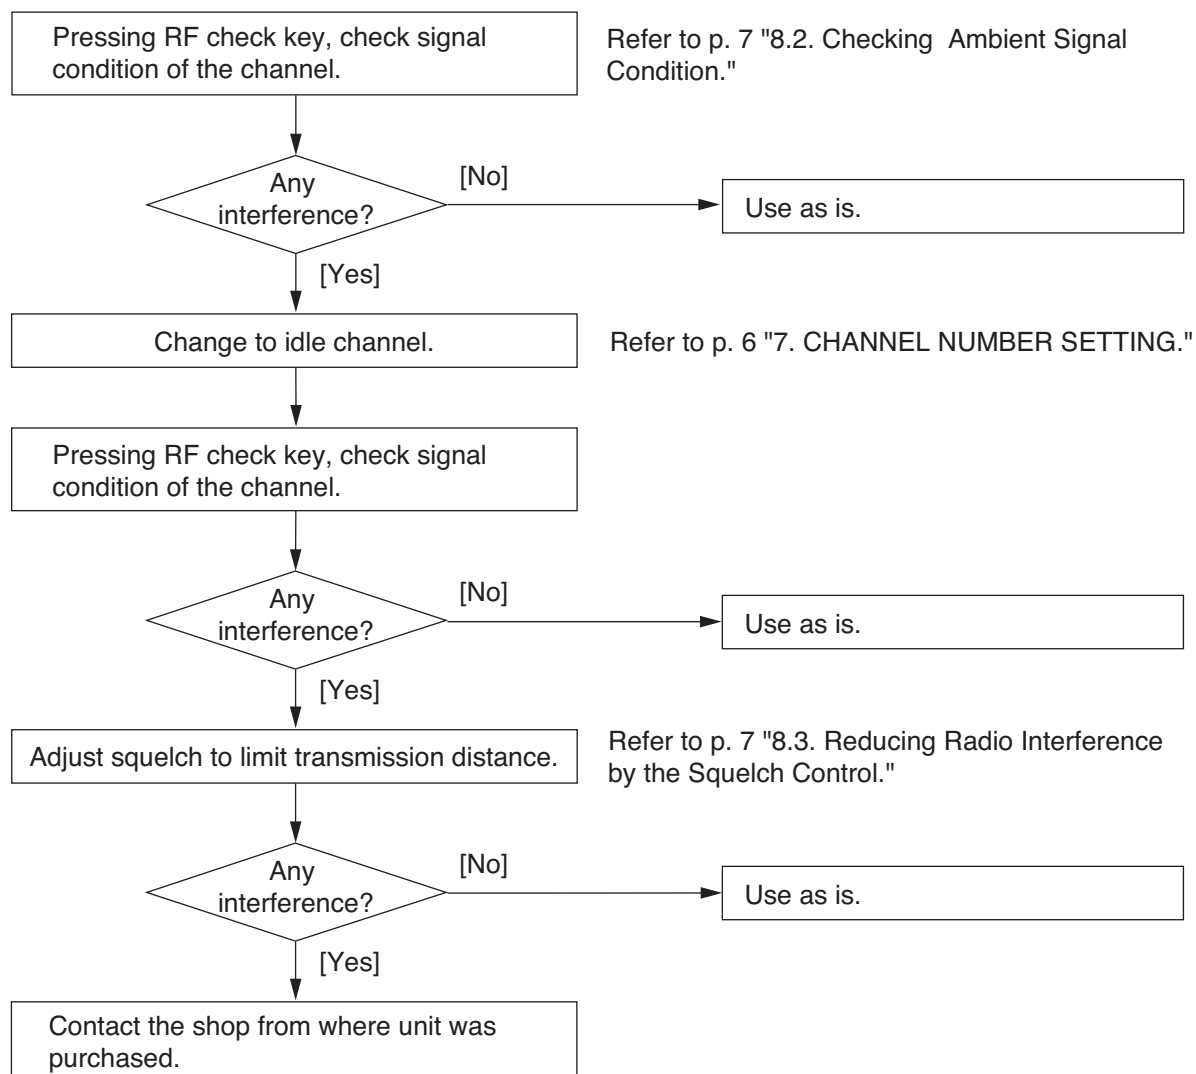 Pressing RF check key, check signal
condition of the channel.
Refer to p. 7 "8.2. Checking  Ambient Signal
Condition."
Any
interference?
[No]
Use as is.
[Yes]
Change to idle channel.
Refer to p. 6 "7. CHANNEL NUMBER SETTING."
Pressing RF check key, check signal
condition of the channel.
Any
interference?
[No]
Use as is.
[Yes]
Adjust squelch to limit transmission distance.
Refer to p. 7 "8.3. Reducing Radio Interference
by the Squelch Control."
Any
interference?
[No]
Use as is.
[Yes]
Contact the shop from where unit was
purchased.